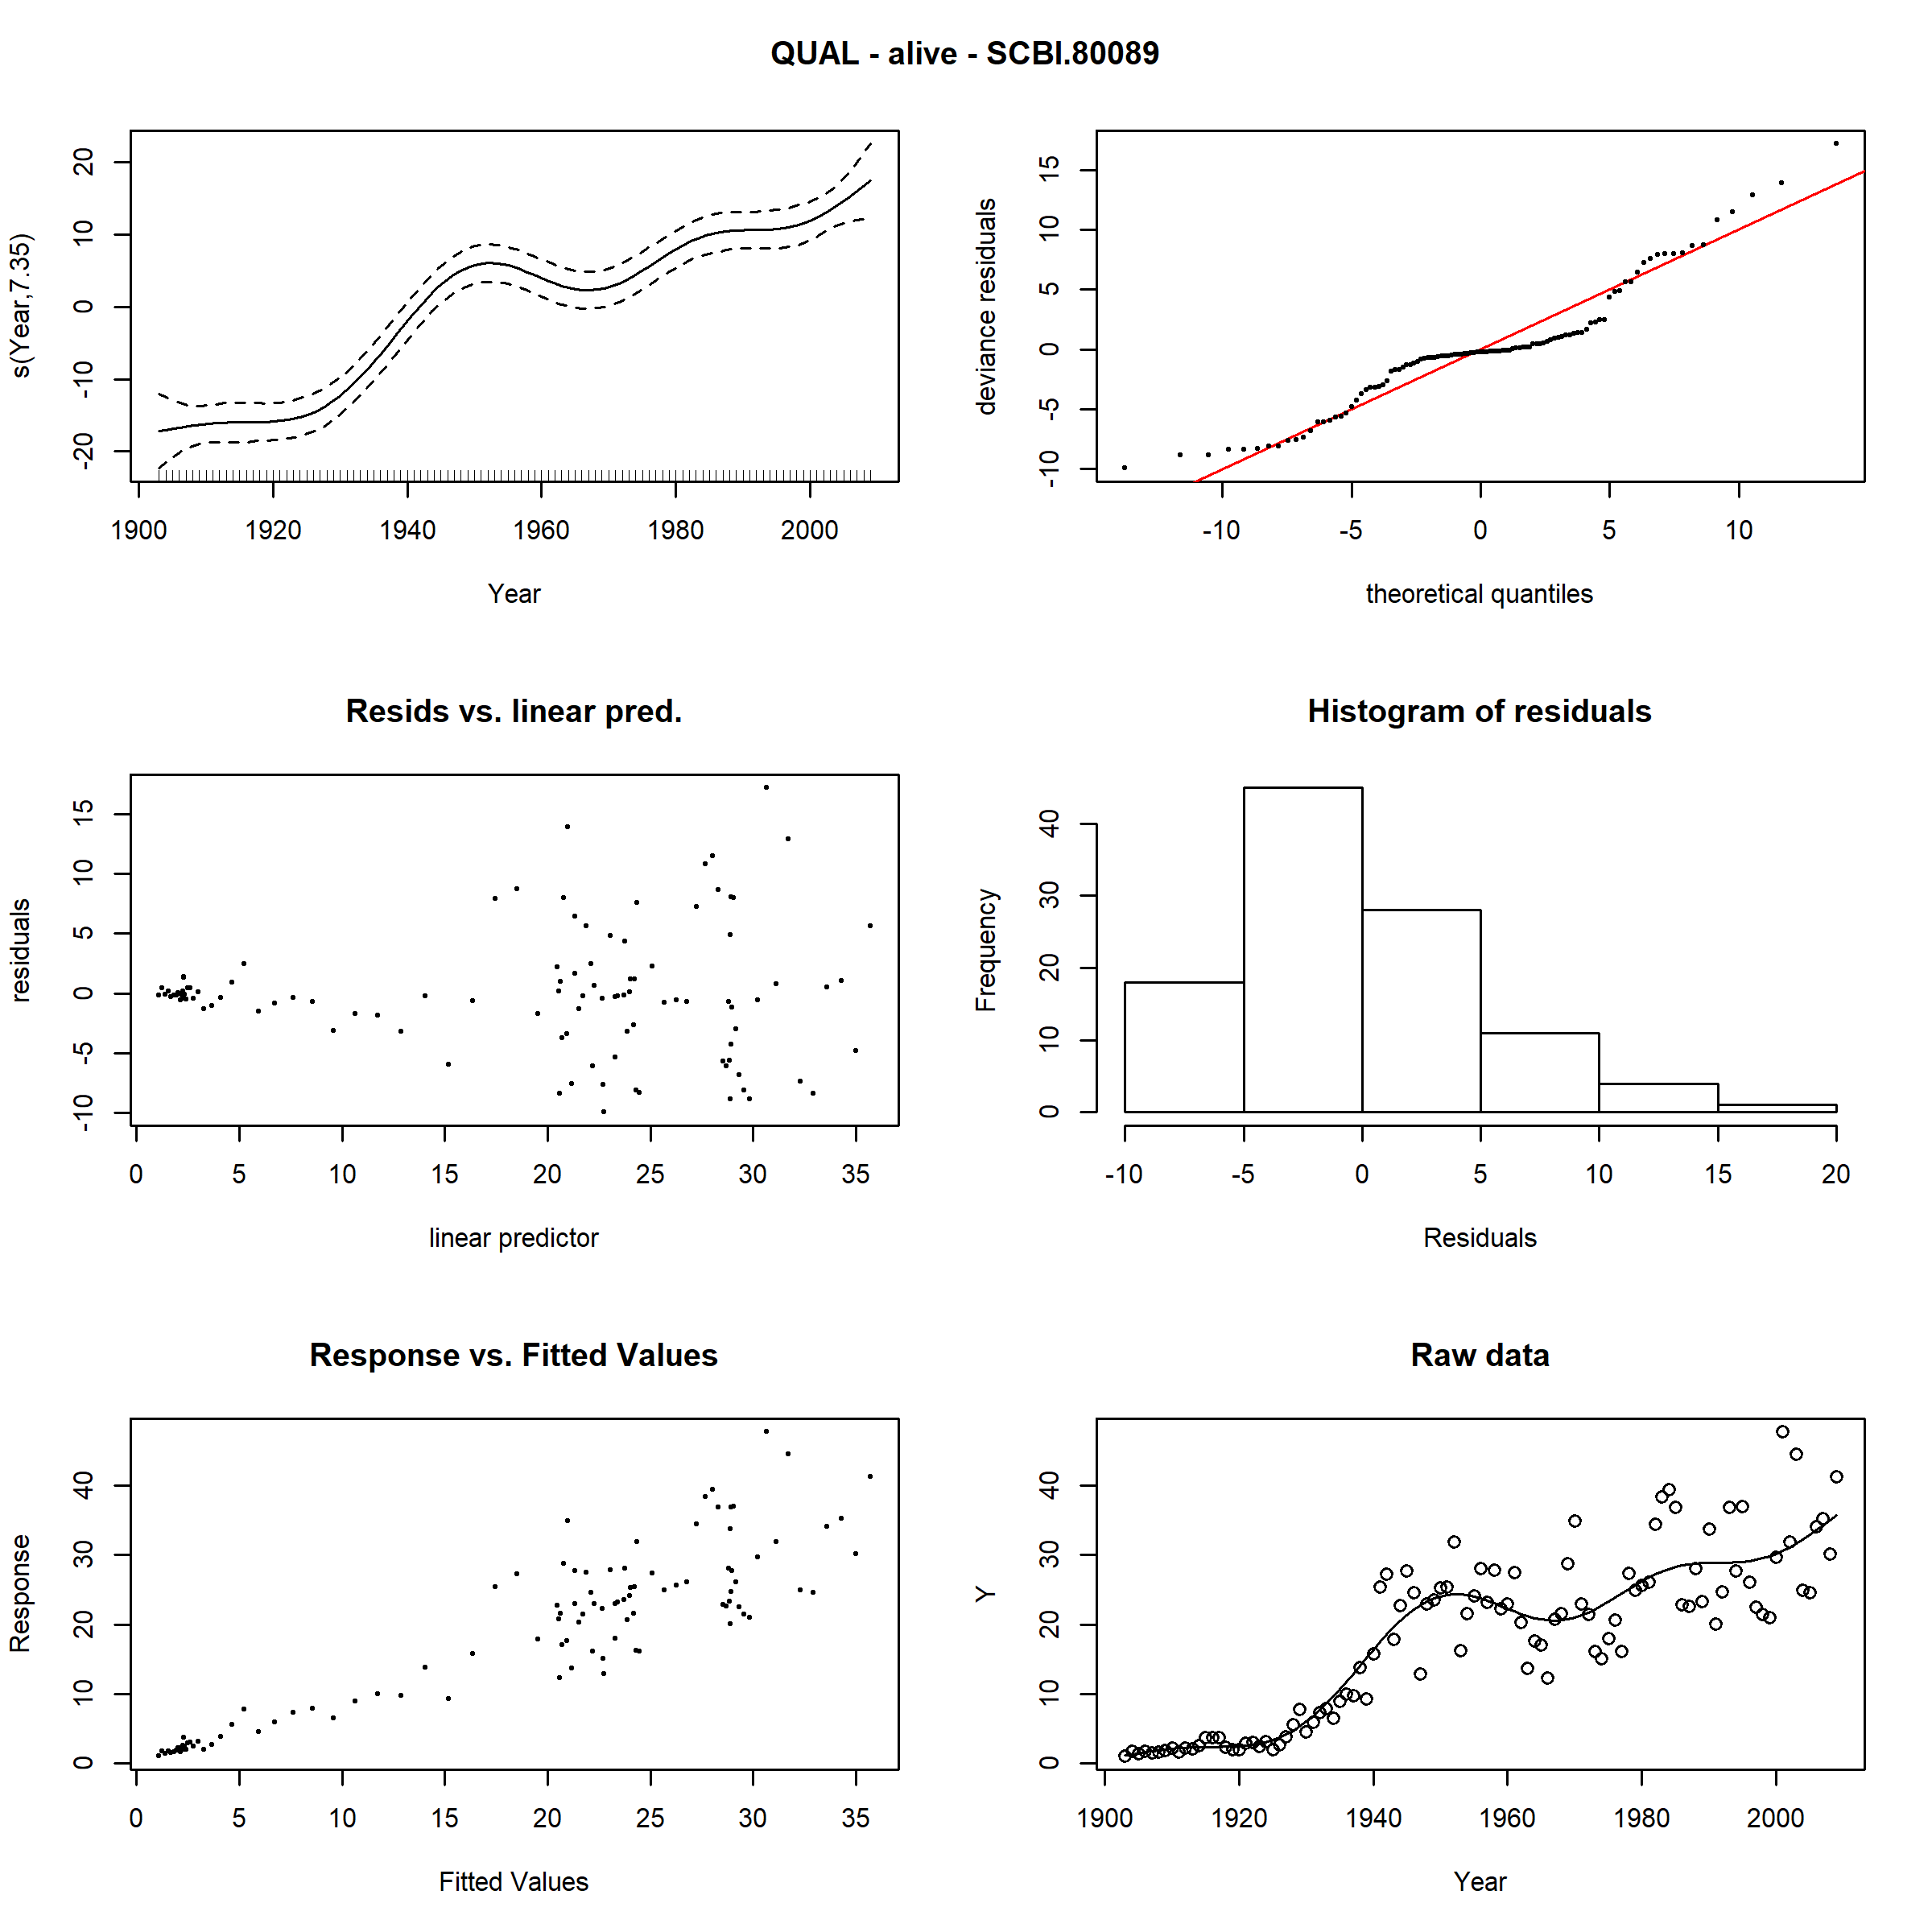 QUAL - alive - SCBI.80089
s(Year,7.35)
20
10
0
-10
-20
1900 1920 1940 1960 1980 2000
Year
deviance residuals
15
10
5
0
-5
-10
-10 -5 0 5 10
theoretical quantiles
Resids vs. linear pred.
residuals
15
10
5
0
-5
-10
0 5 10 15 20 25 30 35
linear predictor
Histogram of residuals
Frequency
40
30
20
10
0
-10 -5 0 5 10 15 20
Residuals
Response vs. Fitted Values
Response
40
30
20
10
0
0 5 10 15 20 25 30 35
Fitted Values
Raw data
Y
40
30
20
10
0
1900 1920 1940 1960 1980 2000
Year